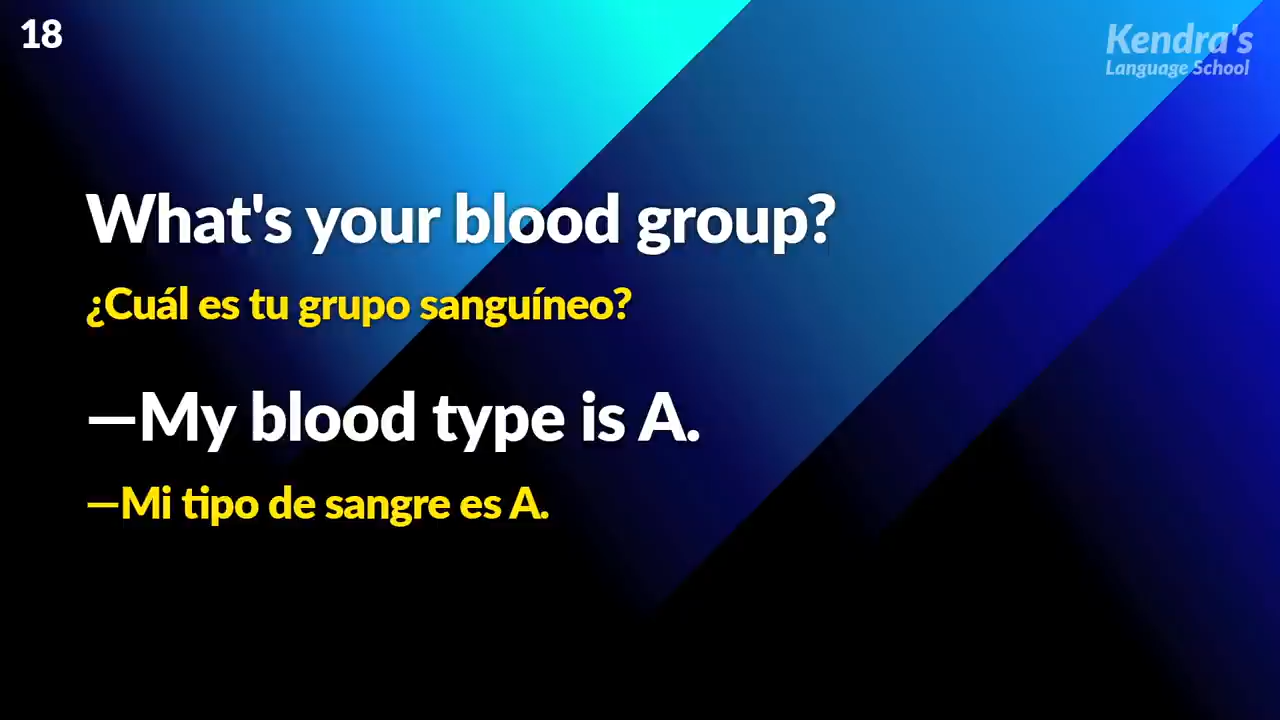 18
Kendra's
Language School
What's your blood group?
¿Cuál es tu grupo sanguíneo?
—My blood type is A.
—Mi tipo de sangre es A.